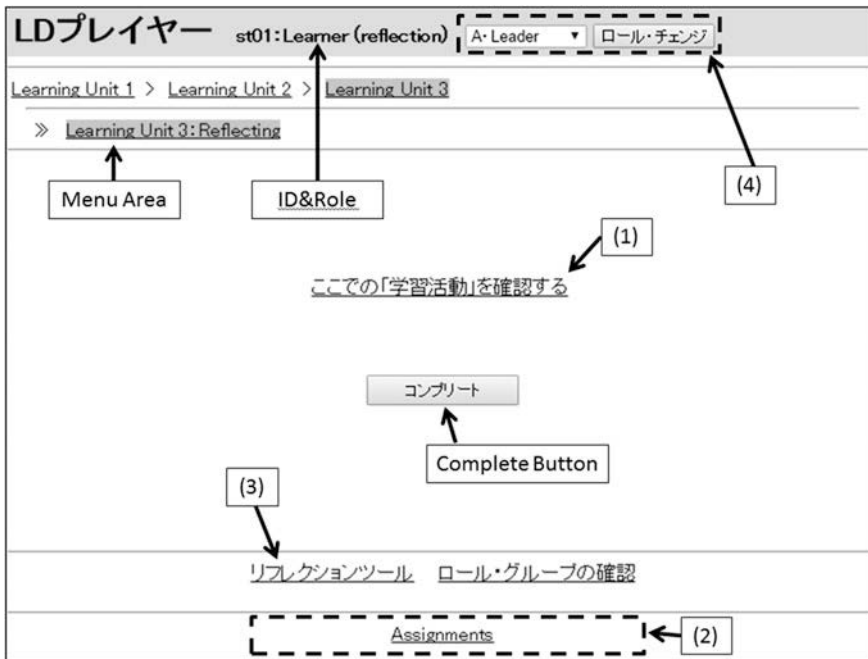 LDプレイヤー st01:Learner (reflection) A・Leader ▼ ロール・チェンジ
Learning Unit 1 > Learning Unit 2 > Learning Unit 3
≫ Learning Unit 3:Reflecting
Menu Area ID&Role (4)
(1)
ここでの「学習活動」を確認する
コンプリート
Complete Button
(3)
リフレクションツール ロール・グループの確認
Assignments (2)